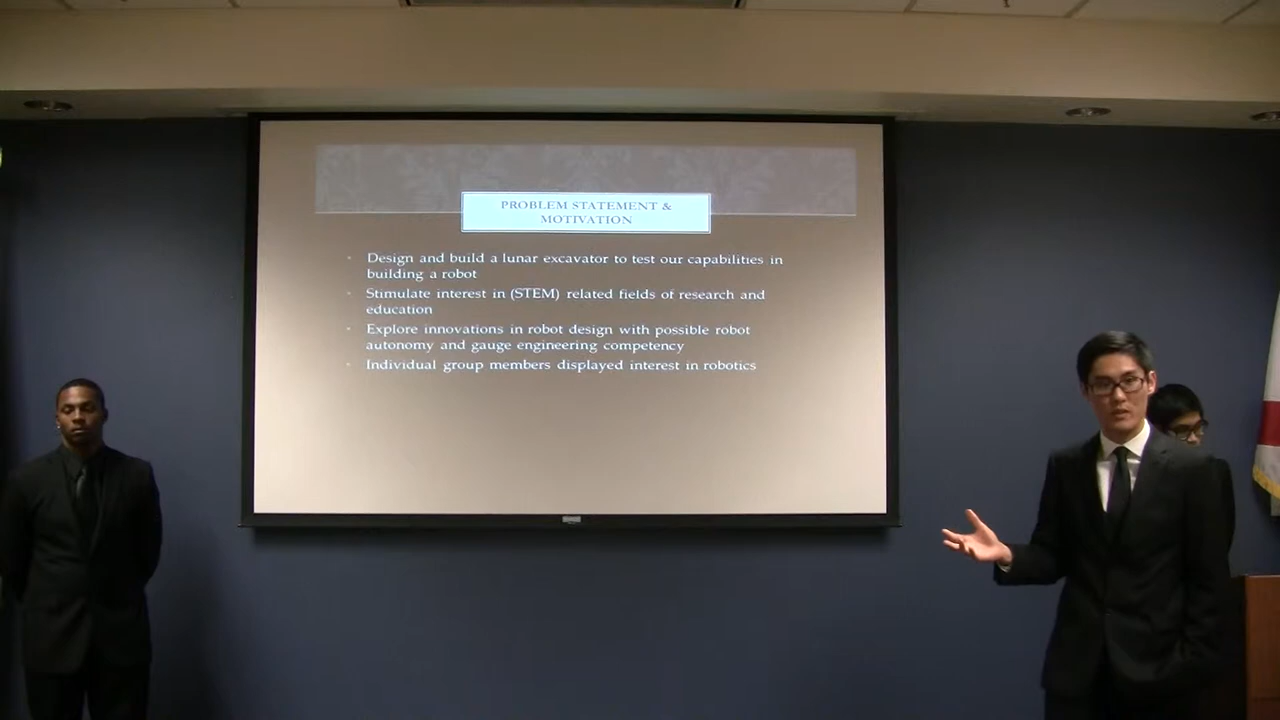 PROBLEM STATEMENT &
MOTIVATION
Design and build a lunar excavator to test our capabilities in
building a robot
Stimulate interest in (STEM) related fields of research and
education
Explore innovations in robot design with possible robot
autonomy and gauge engineering competency
Individual group members displayed interest in robotics